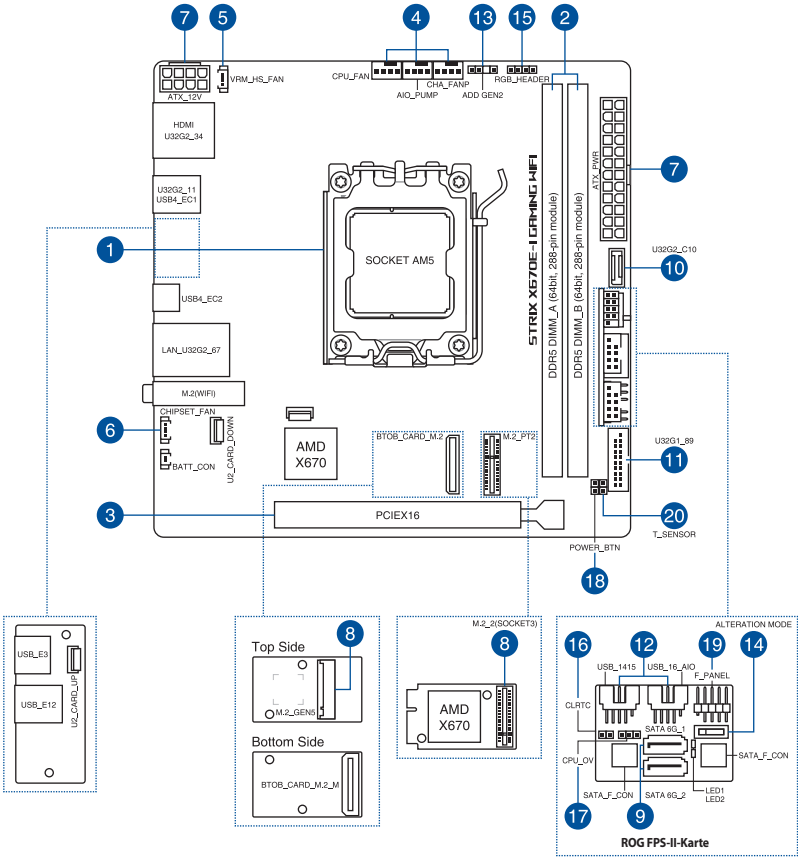 7
5
4
13
15
2
CPU_FAN
VRM_HS_FAN
CHA_FANP
RGB_HEADER
ATX_12V
AIO_PUMP
ADD GEN2
HDMI
U32G2_34
ATX_PWR
7
U32G2_11
USB4_EC1
STRIX X670E-I GAMING WIFI
DDR5 DIMM_A (64bit, 288-pin module)
DDR5 DIMM_B (64bit, 288-pin module)
1
SOCKET AM5
U32G2_C10
10
USB4_EC2
LAN_U32G2_67
M.2(WIFI)
CHIPSET_FAN
6
U2_CARD_DOWN
BATT_CON
AMD
X670
BTOB_CARD_M.2
M.2_PT2
U32G1_89
11
3
PCIEX16
20
T_SENSOR
POWER_BTN
18
USB_E3
U2_CARD_UP
USB_E12
Top Side
8
M.2_GEN5
Bottom Side
BTOB_CARD_M.2_M
M.2_2(SOCKET3)
8
AMD
X670
ALTERATION MODE
16
12
19
14
USB_1415
USB_16_AIO
F_PANEL
CLRTC
SATA 6G_1
CPU_OV
SATA_F_CON
SATA_F_CON
SATA 6G_2
LED1
LED2
17
9
ROG FPS-II-Karte